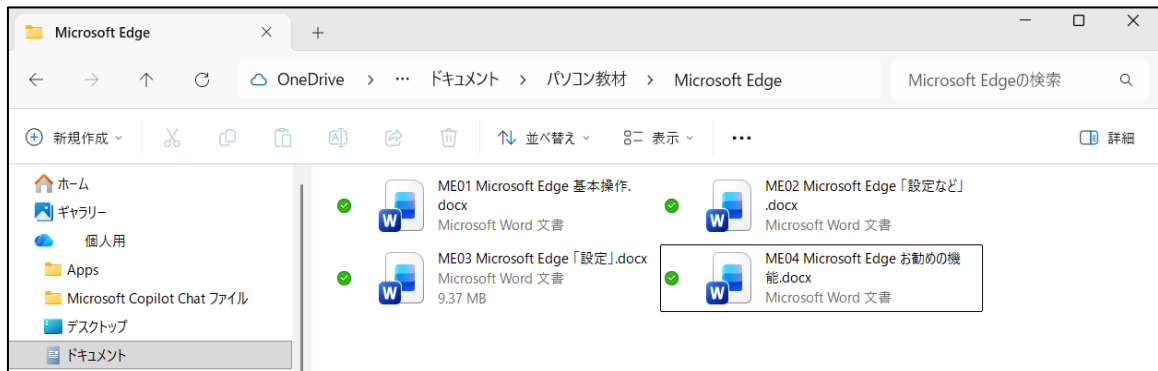 Microsoft Edge
OneDrive > … ドキュメント > パソコン教材 > Microsoft Edge
Microsoft Edgeの検索
新規作成
並べ替え
表示
詳細
ホーム
ギャラリー
個人用
Apps
Microsoft Copilot Chat ファイル
デスクトップ
ドキュメント
ME01 Microsoft Edge 基本操作.
docx
Microsoft Word 文書
ME02 Microsoft Edge「設定など」
.docx
Microsoft Word 文書
ME03 Microsoft Edge「設定」.docx
Microsoft Word 文書
9.37 MB
ME04 Microsoft Edge お勧めの機
能.docx
Microsoft Word 文書